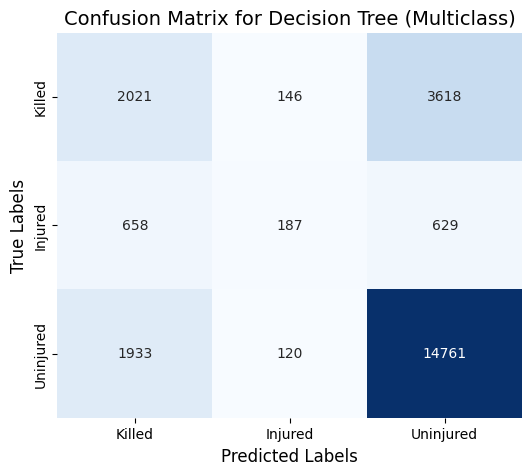 Confusion Matrix for Decision Tree (Multiclass)
True Labels
Killed
2021 146 3618
Injured
658 187 629
Uninjured
1933 120 14761
Killed Injured Uninjured
Predicted Labels